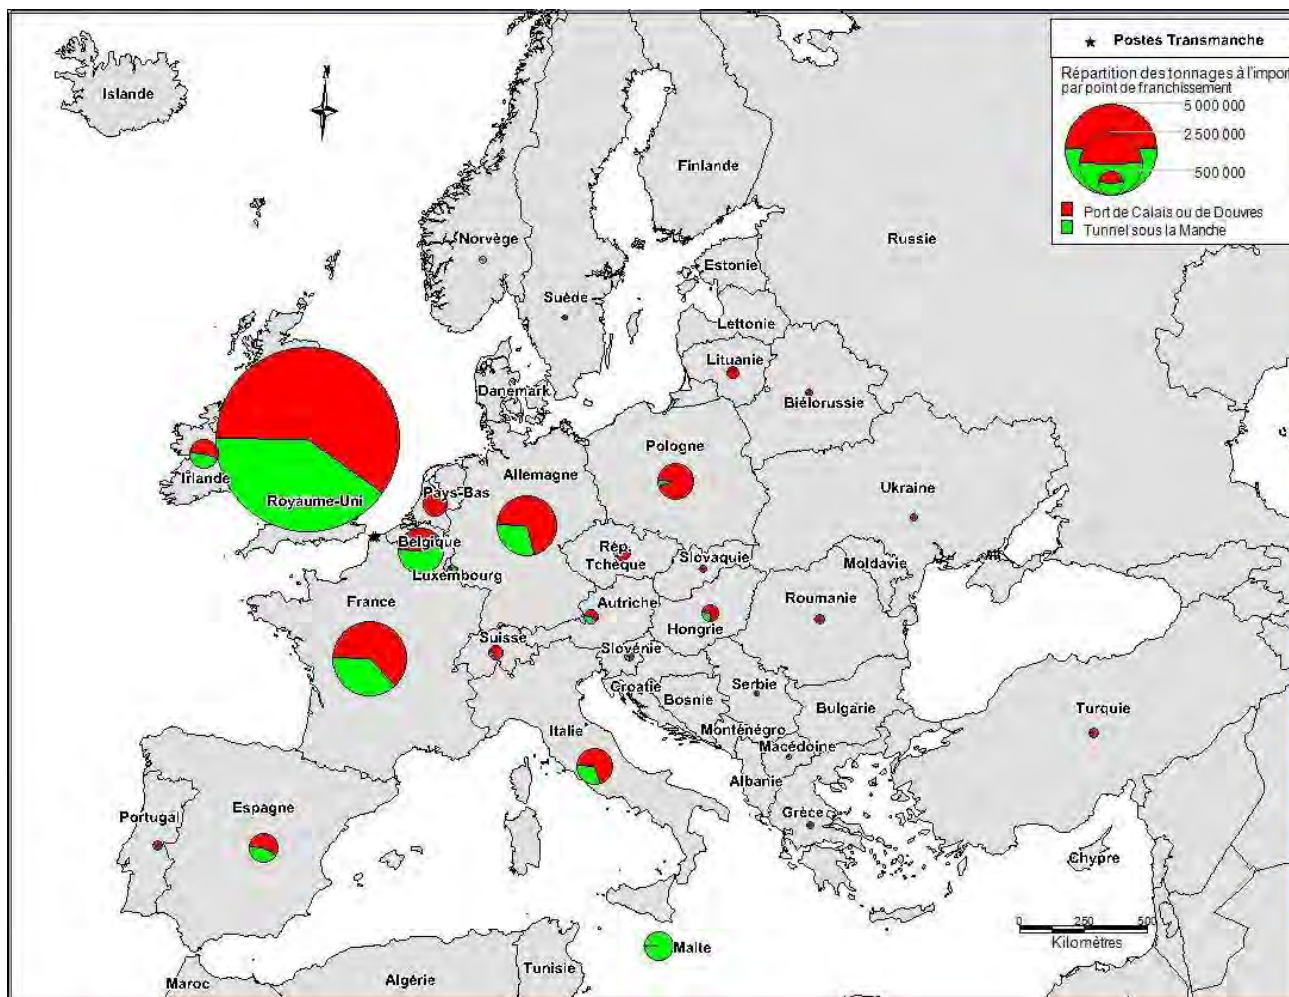 N
Postes Transmanche
Répartition des tonnages à l'impor
par point de franchissement
5 000 000
2 500 000
500 000
Port de Calais ou de Douvres
Tunnel sous la Manche
Islande
Finlande
Norvège
Russie
Estonie
Suède
Lettonie
Lituanie
Danemark
Biélorussie
Pologne
Irlande
Royaume-Uni
Pays-Bas
Allemagne
Ukraine
Belgique
Rép.
Tchèque
Slovaquie
Moldavie
Luxembourg
France
Autriche
Roumanie
Hongrie
Suisse
Slovénie
Croatie
Serbie
Bosnie
Bulgarie
Turquie
Italie
Monténégro
Macédoine
Albanie
Portugal
Espagne
Grèce
Chypre
0 250 500
Kilomètres
Malte
Tunisie
Algérie
Maroc